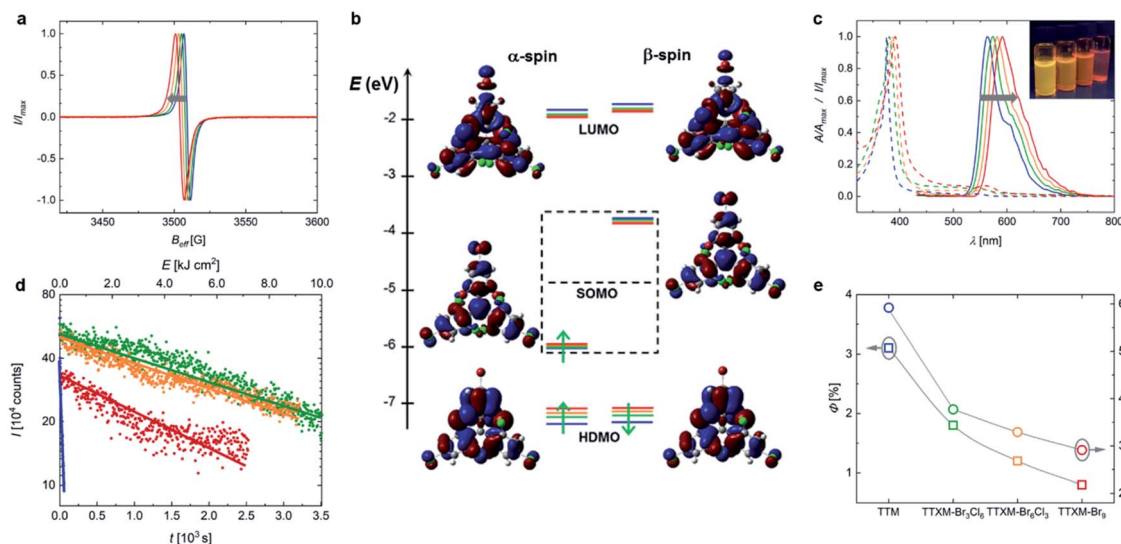 a
I/Imax
1.0
0.5
0.0
-0.5
-1.0
3450
3500
3550
3600
Beff [G]
b
α-spin
β-spin
E (eV)
-2
-3
-4
-5
-6
-7
LUMO
SOMO
HDMO
c
A/Amax / I/Imax
1.0
0.8
0.6
0.4
0.2
0.0
400
500
600
700
800
λ [nm]
d
E [kJ cm2]
0.0
2.0
4.0
6.0
8.0
10.0
I [104 counts]
80
40
20
10
0.0
0.5
1.0
1.5
2.0
2.5
3.0
3.5
t [103 s]
e
4
3
2
1
Φ [%]
6
5
4
3
2
TTM
TTXM-Br3Cl6
TTXM-Br6Cl3
TTXM-Br9